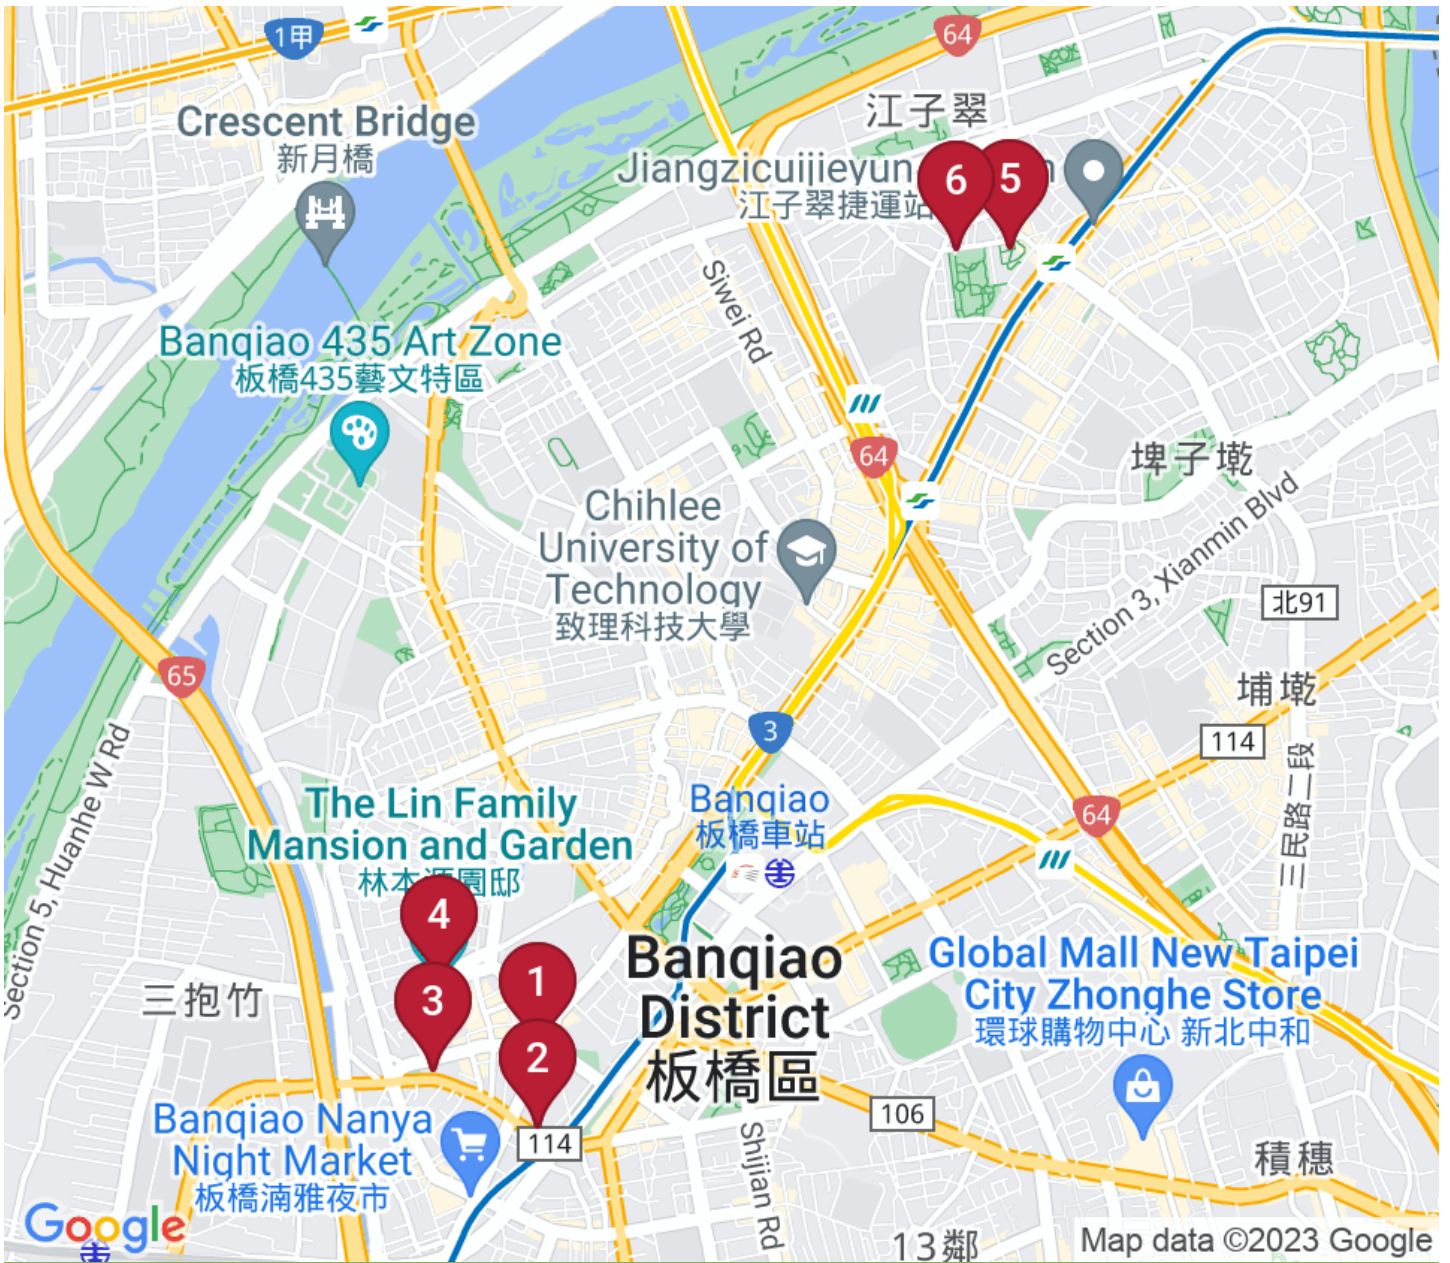 1甲
64
江子翠
Crescent Bridge
新月橋
Jiangzicuijieyun
江子翠捷運站
6
5
Siwei Rd
Banqiao 435 Art Zone
板橋435藝文特區
64
埤子墘
Chihlee
University of
Technology
致理科技大學
Section 3, Xianmin Blvd
北91
65
埔墘
3
114
Section 5, Huanhe W Rd
三民路二段
The Lin Family
Mansion and Garden
林本源園邸
Banqiao
板橋車站
64
4
三抱竹
3
1
2
Banqiao
District
板橋區
Global Mall New Taipei
City Zhonghe Store
環球購物中心 新北中和
Banqiao Nanya
Night Market
板橋湳雅夜市
114
106
Shijian Rd
積穗
13鄰
Google
Map data ©2023 Google